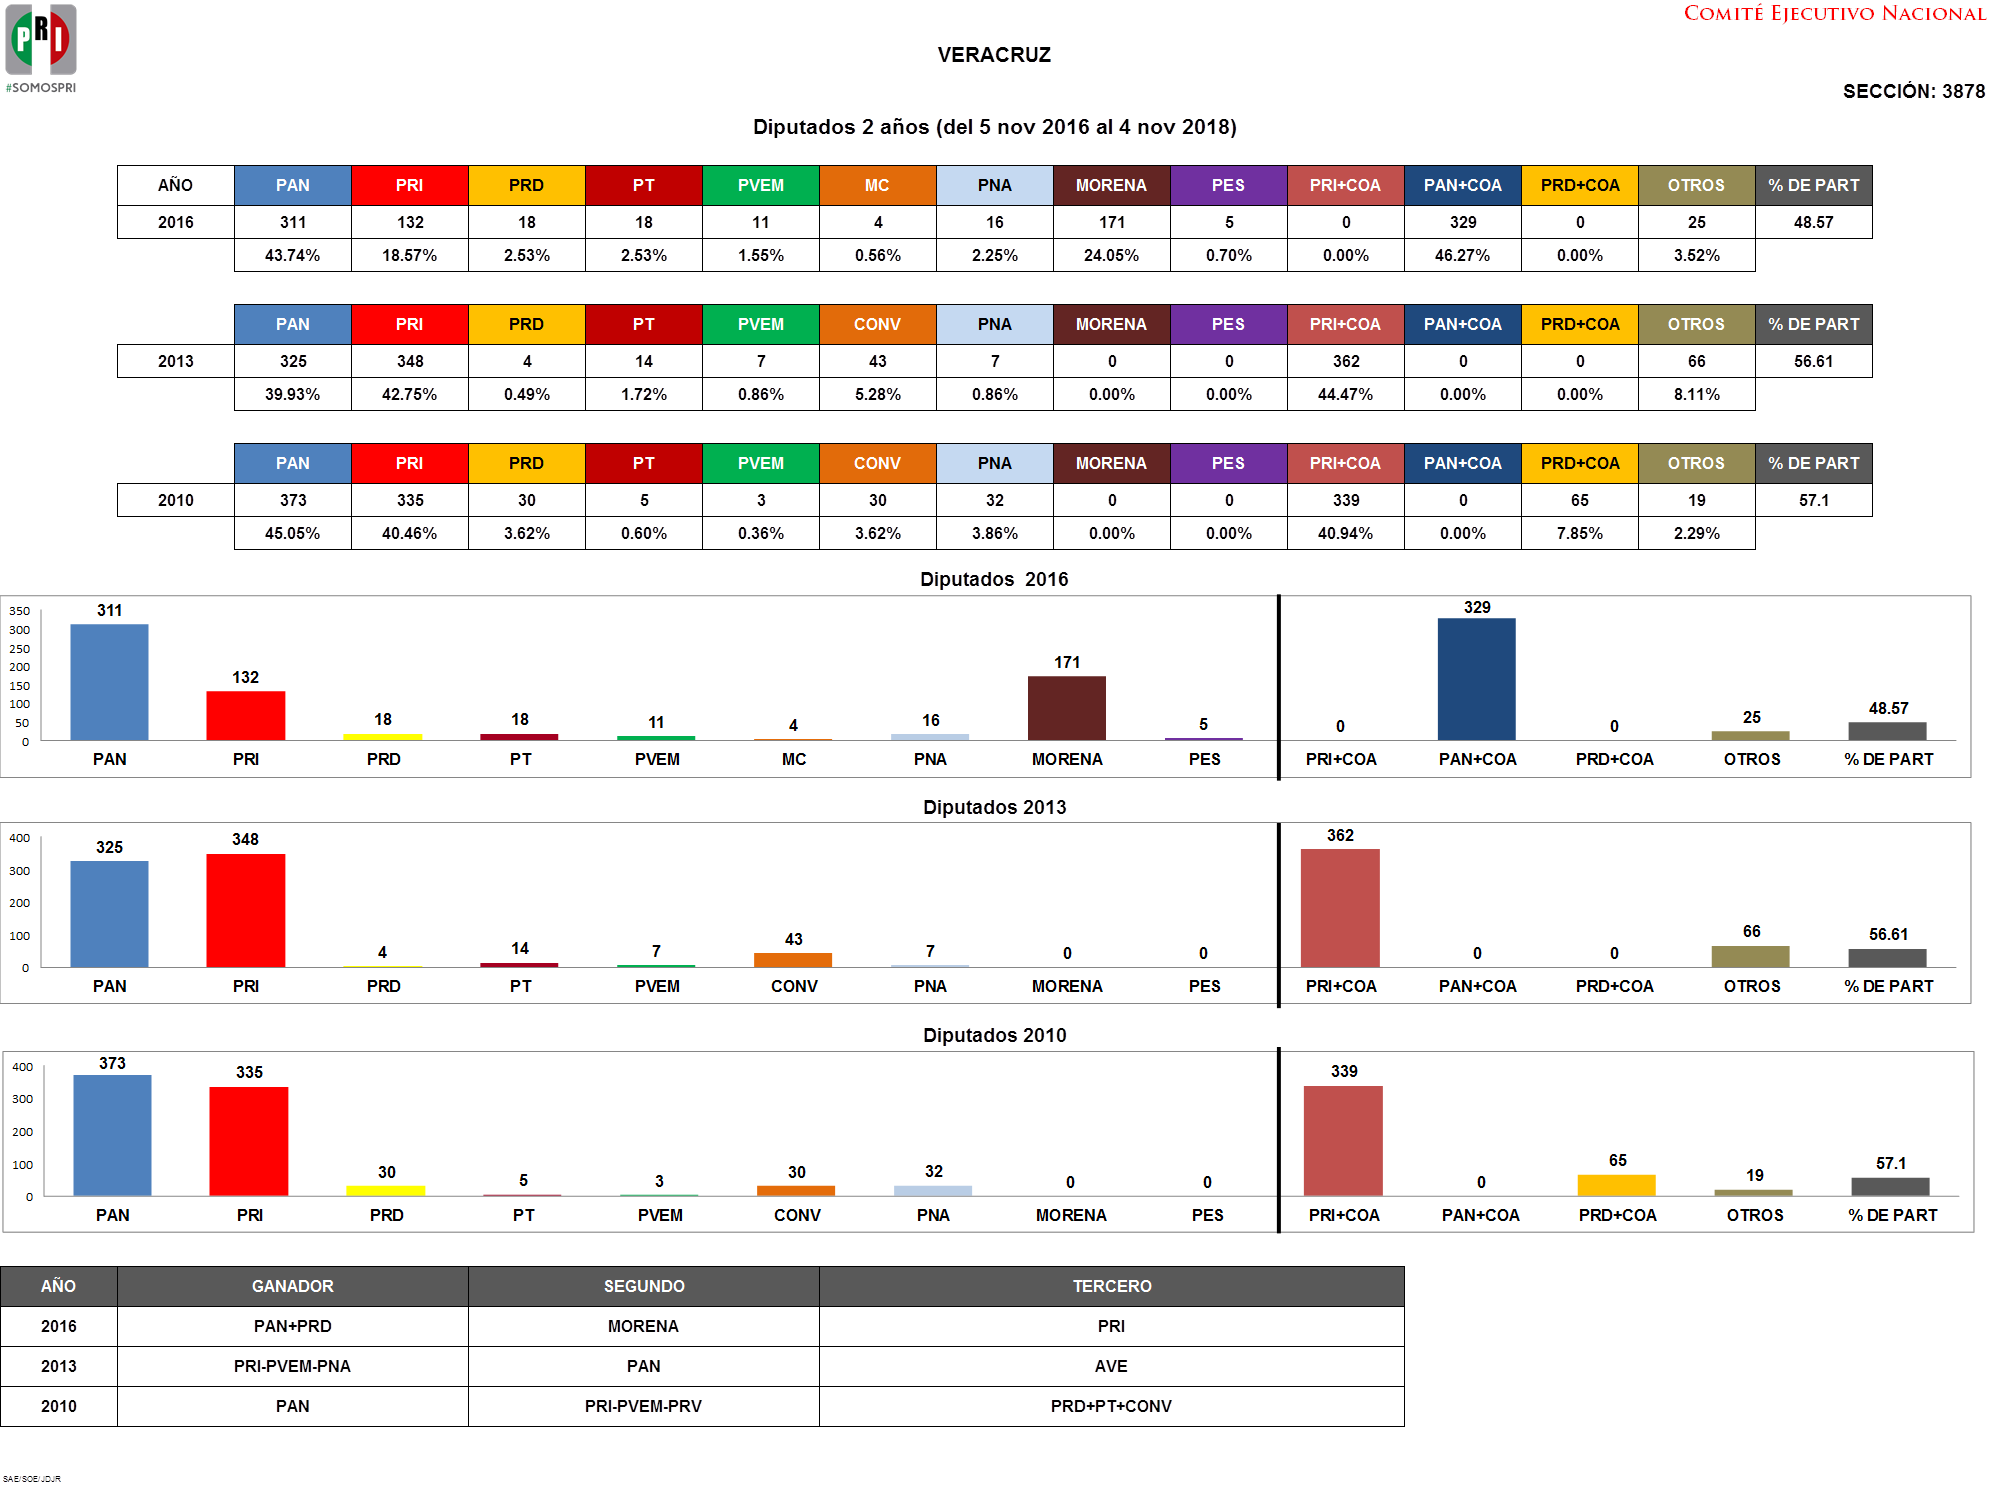 PRI
#SOMOSPRI
COMITÉ EJECUTIVO NACIONAL
VERACRUZ
SECCIÓN: 3878
Diputados 2 años (del 5 nov 2016 al 4 nov 2018)
AÑO PAN PRI PRD PT PVEM MC PNA MORENA PES PRI+COA PAN+COA PRD+COA OTROS % DE PART
2016 311 132 18 18 11 4 16 171 5 0 329 0 25 48.57
43.74% 18.57% 2.53% 2.53% 1.55% 0.56% 2.25% 24.05% 0.70% 0.00% 46.27% 0.00% 3.52%
PAN PRI PRD PT PVEM CONV PNA MORENA PES PRI+COA PAN+COA PRD+COA OTROS % DE PART
2013 325 348 4 14 7 43 7 0 0 362 0 0 66 56.61
39.93% 42.75% 0.49% 1.72% 0.86% 5.28% 0.86% 0.00% 0.00% 44.47% 0.00% 0.00% 8.11%
PAN PRI PRD PT PVEM CONV PNA MORENA PES PRI+COA PAN+COA PRD+COA OTROS % DE PART
2010 373 335 30 5 3 30 32 0 0 339 0 65 19 57.1
45.05% 40.46% 3.62% 0.60% 0.36% 3.62% 3.86% 0.00% 0.00% 40.94% 0.00% 7.85% 2.29%
Diputados  2016
350
300
250
200
150
100
50
0
311 132 18 18 11 4 16 171 5 0 329 0 25 48.57
PAN PRI PRD PT PVEM MC PNA MORENA PES PRI+COA PAN+COA PRD+COA OTROS % DE PART
Diputados 2013
400
300
200
100
0
325 348 4 14 7 43 7 0 0 362 0 0 66 56.61
PAN PRI PRD PT PVEM CONV PNA MORENA PES PRI+COA PAN+COA PRD+COA OTROS % DE PART
Diputados 2010
400
300
200
100
0
373 335 30 5 3 30 32 0 0 339 0 65 19 57.1
PAN PRI PRD PT PVEM CONV PNA MORENA PES PRI+COA PAN+COA PRD+COA OTROS % DE PART
AÑO GANADOR SEGUNDO TERCERO
2016 PAN+PRD MORENA PRI
2013 PRI-PVEM-PNA PAN AVE
2010 PAN PRI-PVEM-PRV PRD+PT+CONV
SAE/SOE/JDJR